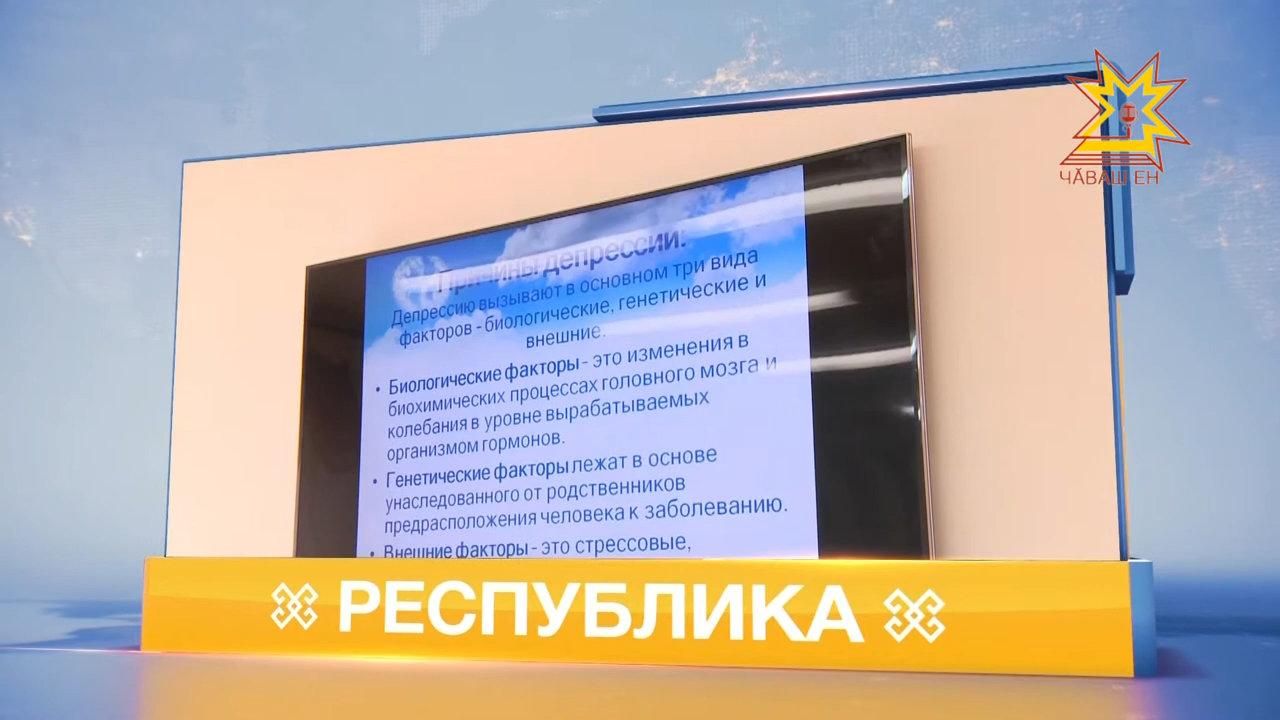 ЧӐВАШ ЕН
Причины депрессии:
Депрессию вызывают в основном три вида
факторов - биологические, генетические и
внешние.
• Биологические факторы - это изменения в
биохимических процессах головного мозга и
колебания в уровне вырабатываемых
организмом гормонов.
• Генетические факторы лежат в основе
унаследованного от родственников
предрасположения человека к заболеванию.
• Внешние факторы - это стрессовые,
РЕСПУБЛИКА